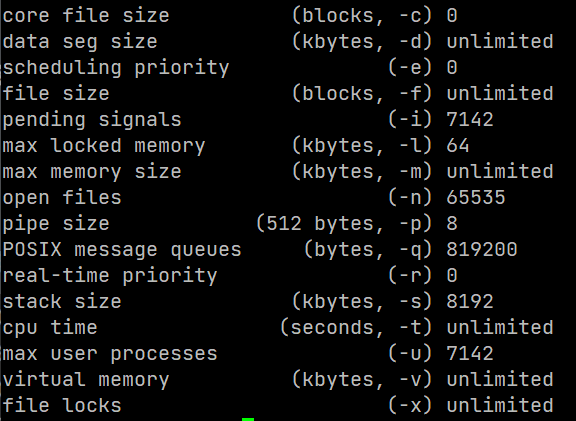 core file size          (blocks, -c) 0
data seg size           (kbytes, -d) unlimited
scheduling priority             (-e) 0
file size               (blocks, -f) unlimited
pending signals                 (-i) 7142
max locked memory       (kbytes, -l) 64
max memory size         (kbytes, -m) unlimited
open files                      (-n) 65535
pipe size            (512 bytes, -p) 8
POSIX message queues     (bytes, -q) 819200
real-time priority              (-r) 0
stack size              (kbytes, -s) 8192
cpu time               (seconds, -t) unlimited
max user processes              (-u) 7142
virtual memory          (kbytes, -v) unlimited
file locks                      (-x) unlimited